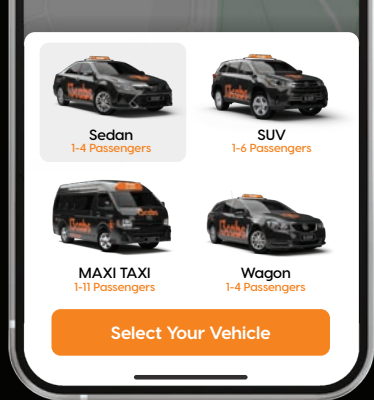 Sedan
1-4 Passengers
SUV
1-6 Passengers
MAXI TAXI
1-11 Passengers
Wagon
1-4 Passengers
Select Your Vehicle